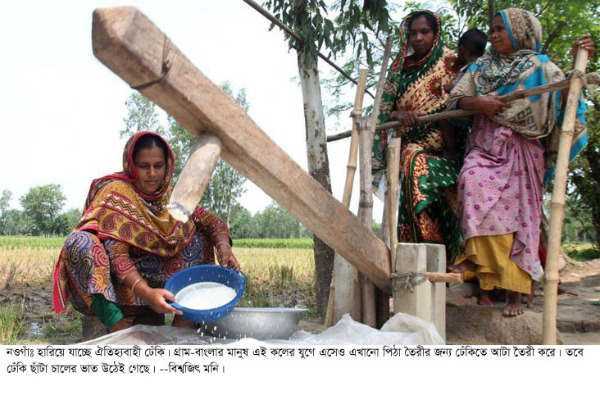 নওগাঁঃ হারিয়ে যাচ্ছে ঐতিহ্যবাহী ঢেঁকি। গ্রাম-বাংলার মানুষ এই কলের যুগে এসেও এখানো পিঠা তৈরীর জন্য ঢেঁকিতে আটা তৈরী করে। তবে
ঢেঁকি ছাঁটা চালের ভাত উঠেই গেছে। --বিশ্বজিৎ মনি।